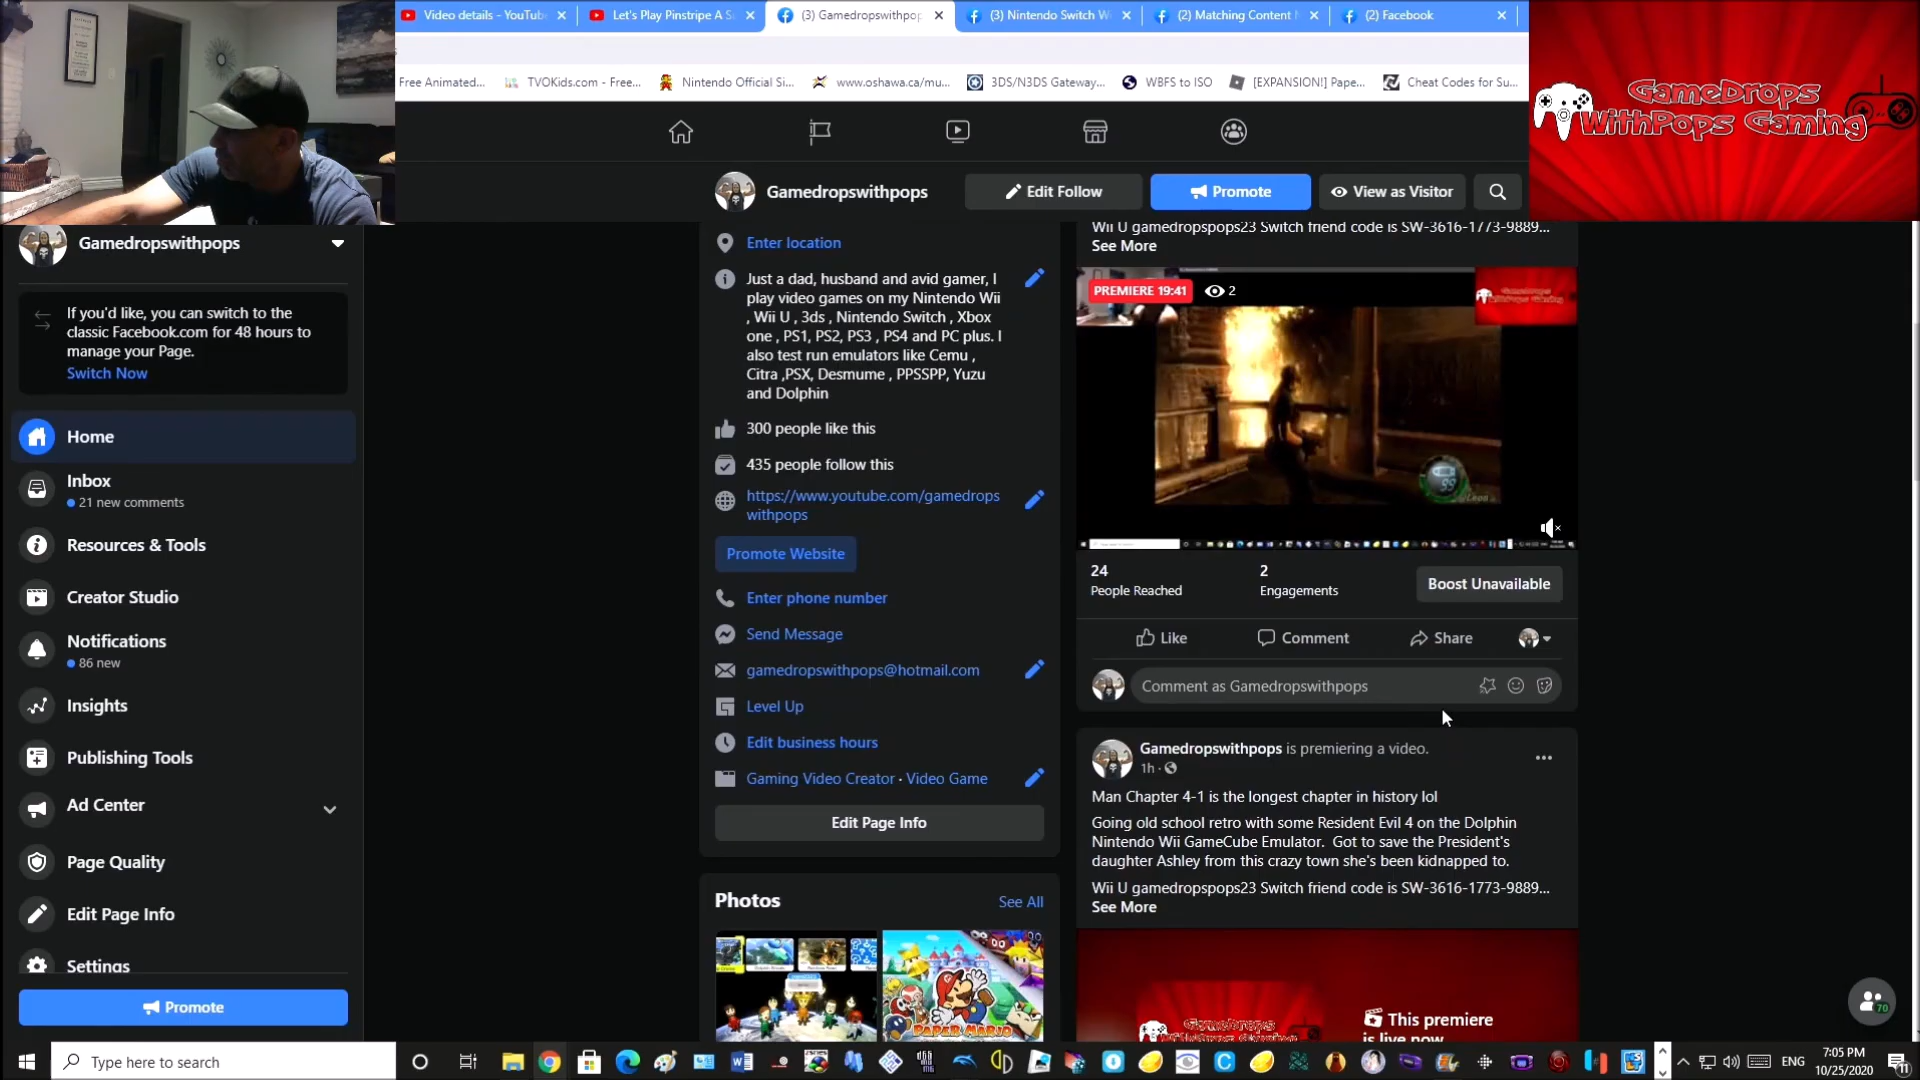 Video details - YouTube
Let's Play Pinstripe A S
(3) Gamedropswithpop
(3) Nintendo Switch W
(2) Matching Content
(2) Facebook
Free Animated...
TVOKids.com - Free...
Nintendo Official Si...
www.oshawa.ca/mu...
3DS/N3DS Gateway...
WBFS to ISO
[EXPANSION!] Pape...
Cheat Codes for Su...
GameDrops
WithPops Gaming
Gamedropswithpops
Edit Follow
Promote
View as Visitor
Gamedropswithpops
If you'd like, you can switch to the
classic Facebook.com for 48 hours to
manage your Page.
Switch Now
Home
Inbox
21 new comments
Resources & Tools
Creator Studio
Notifications
86 new
Insights
Publishing Tools
Ad Center
Page Quality
Edit Page Info
Settings
Promote
Enter location
Just a dad, husband and avid gamer, I
play video games on my Nintendo Wii
, Wii U , 3ds , Nintendo Switch , Xbox
one , PS1, PS2, PS3 , PS4 and PC plus. I
also test run emulators like Cemu ,
Citra ,PSX, Desmume , PPSSPP, Yuzu
and Dolphin
300 people like this
435 people follow this
https://www.youtube.com/gamedrops
withpops
Promote Website
Enter phone number
Send Message
gamedropswithpops@hotmail.com
Level Up
Edit business hours
Gaming Video Creator · Video Game
Edit Page Info
Photos
See All
PAPER MARIO
Wii U gamedropspops23 Switch friend code is SW-3616-1773-9889...
See More
PREMIERE 19:41
2
99
24
People Reached
2
Engagements
Boost Unavailable
Like
Comment
Share
Comment as Gamedropswithpops
Gamedropswithpops is premiering a video.
1h ·
Man Chapter 4-1 is the longest chapter in history lol
Going old school retro with some Resident Evil 4 on the Dolphin
Nintendo Wii GameCube Emulator. Got to save the President's
daughter Ashley from this crazy town she's been kidnapped to.
Wii U gamedropspops23 Switch friend code is SW-3616-1773-9889...
See More
GameDrops
This premiere
is live now
70
Type here to search
ENG
7:05 PM
10/25/2020
11